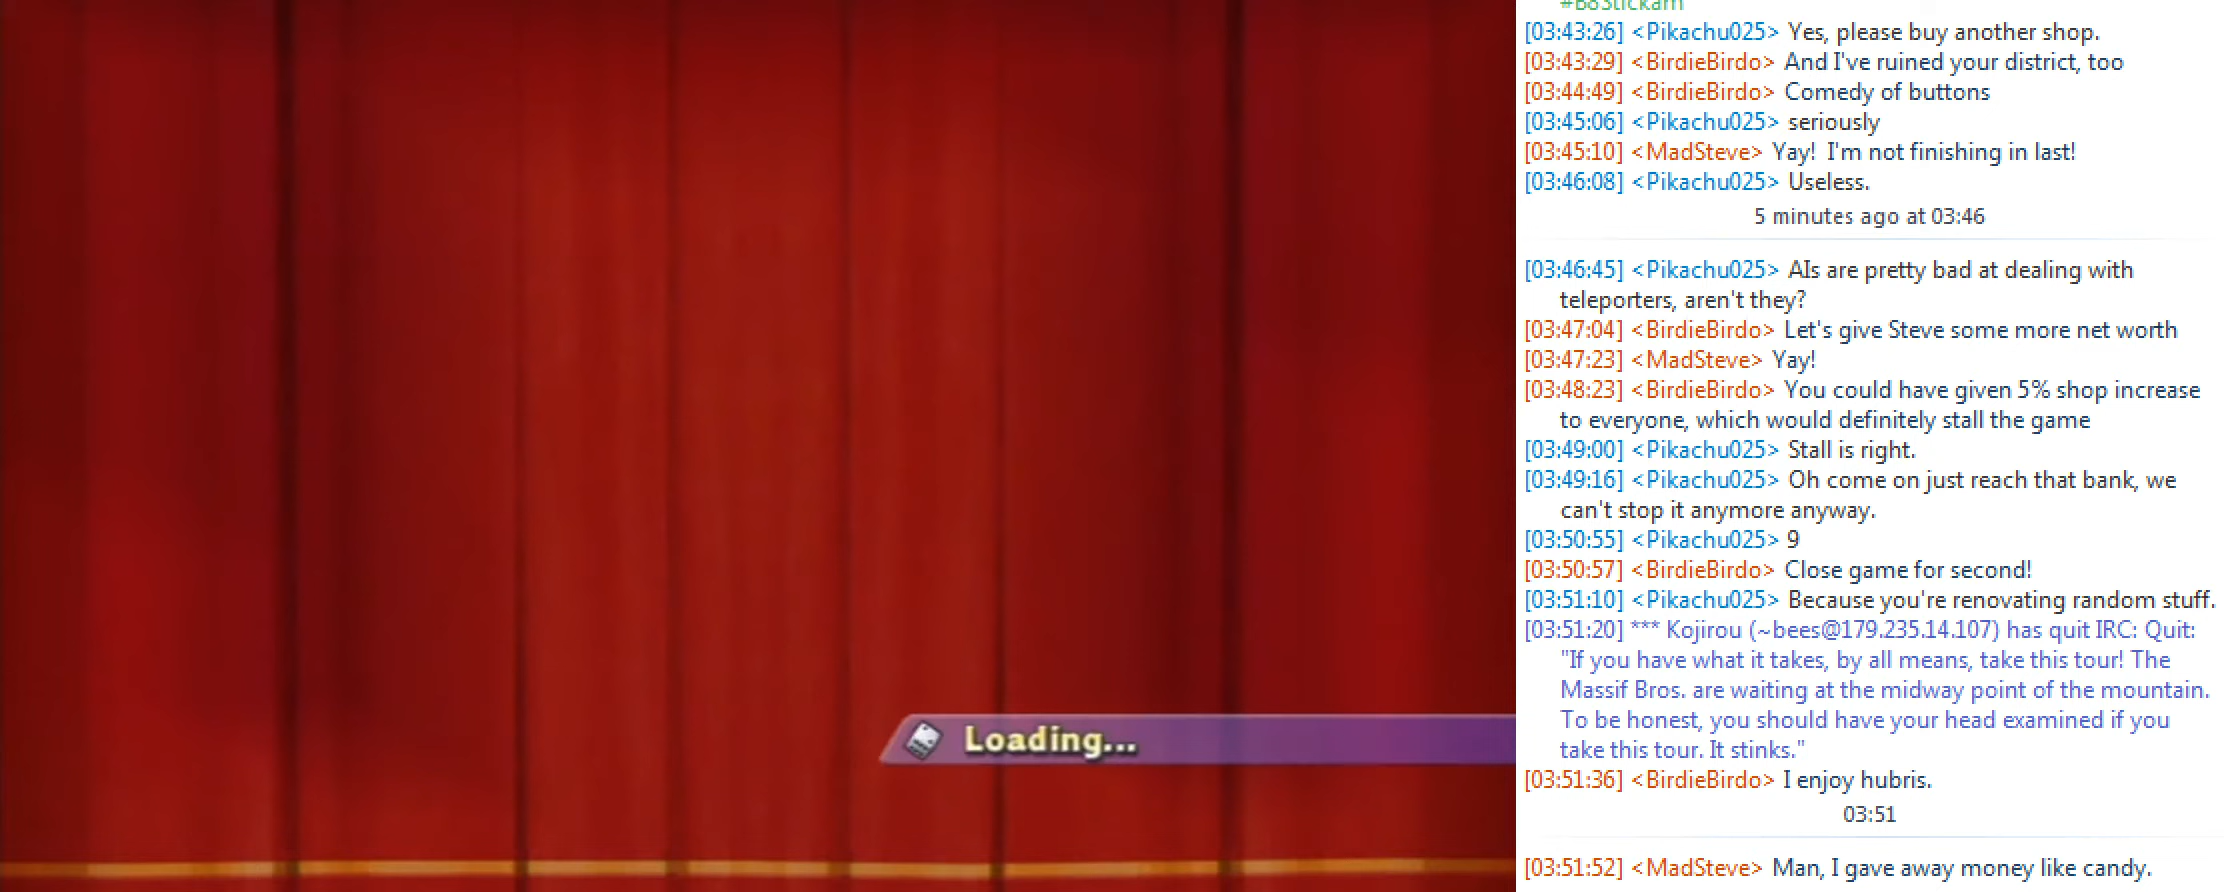 #B8Stickam
[03:43:26] <Pikachu025> Yes, please buy another shop.
[03:43:29] <BirdieBirdo> And I've ruined your district, too
[03:44:49] <BirdieBirdo> Comedy of buttons
[03:45:06] <Pikachu025> seriously
[03:45:10] <MadSteve> Yay!  I'm not finishing in last!
[03:46:08] <Pikachu025> Useless.
5 minutes ago at 03:46
[03:46:45] <Pikachu025> AIs are pretty bad at dealing with
teleporters, aren't they?
[03:47:04] <BirdieBirdo> Let's give Steve some more net worth
[03:47:23] <MadSteve> Yay!
[03:48:23] <BirdieBirdo> You could have given 5% shop increase
to everyone, which would definitely stall the game
[03:49:00] <Pikachu025> Stall is right.
[03:49:16] <Pikachu025> Oh come on just reach that bank, we
can't stop it anymore anyway.
[03:50:55] <Pikachu025> 9
[03:50:57] <BirdieBirdo> Close game for second!
[03:51:10] <Pikachu025> Because you're renovating random stuff.
[03:51:20] *** Kojirou (~bees@179.235.14.107) has quit IRC: Quit:
"If you have what it takes, by all means, take this tour! The
Massif Bros. are waiting at the midway point of the mountain.
To be honest, you should have your head examined if you
take this tour. It stinks."
[03:51:36] <BirdieBirdo> I enjoy hubris.
03:51
[03:51:52] <MadSteve> Man, I gave away money like candy.
Loading...